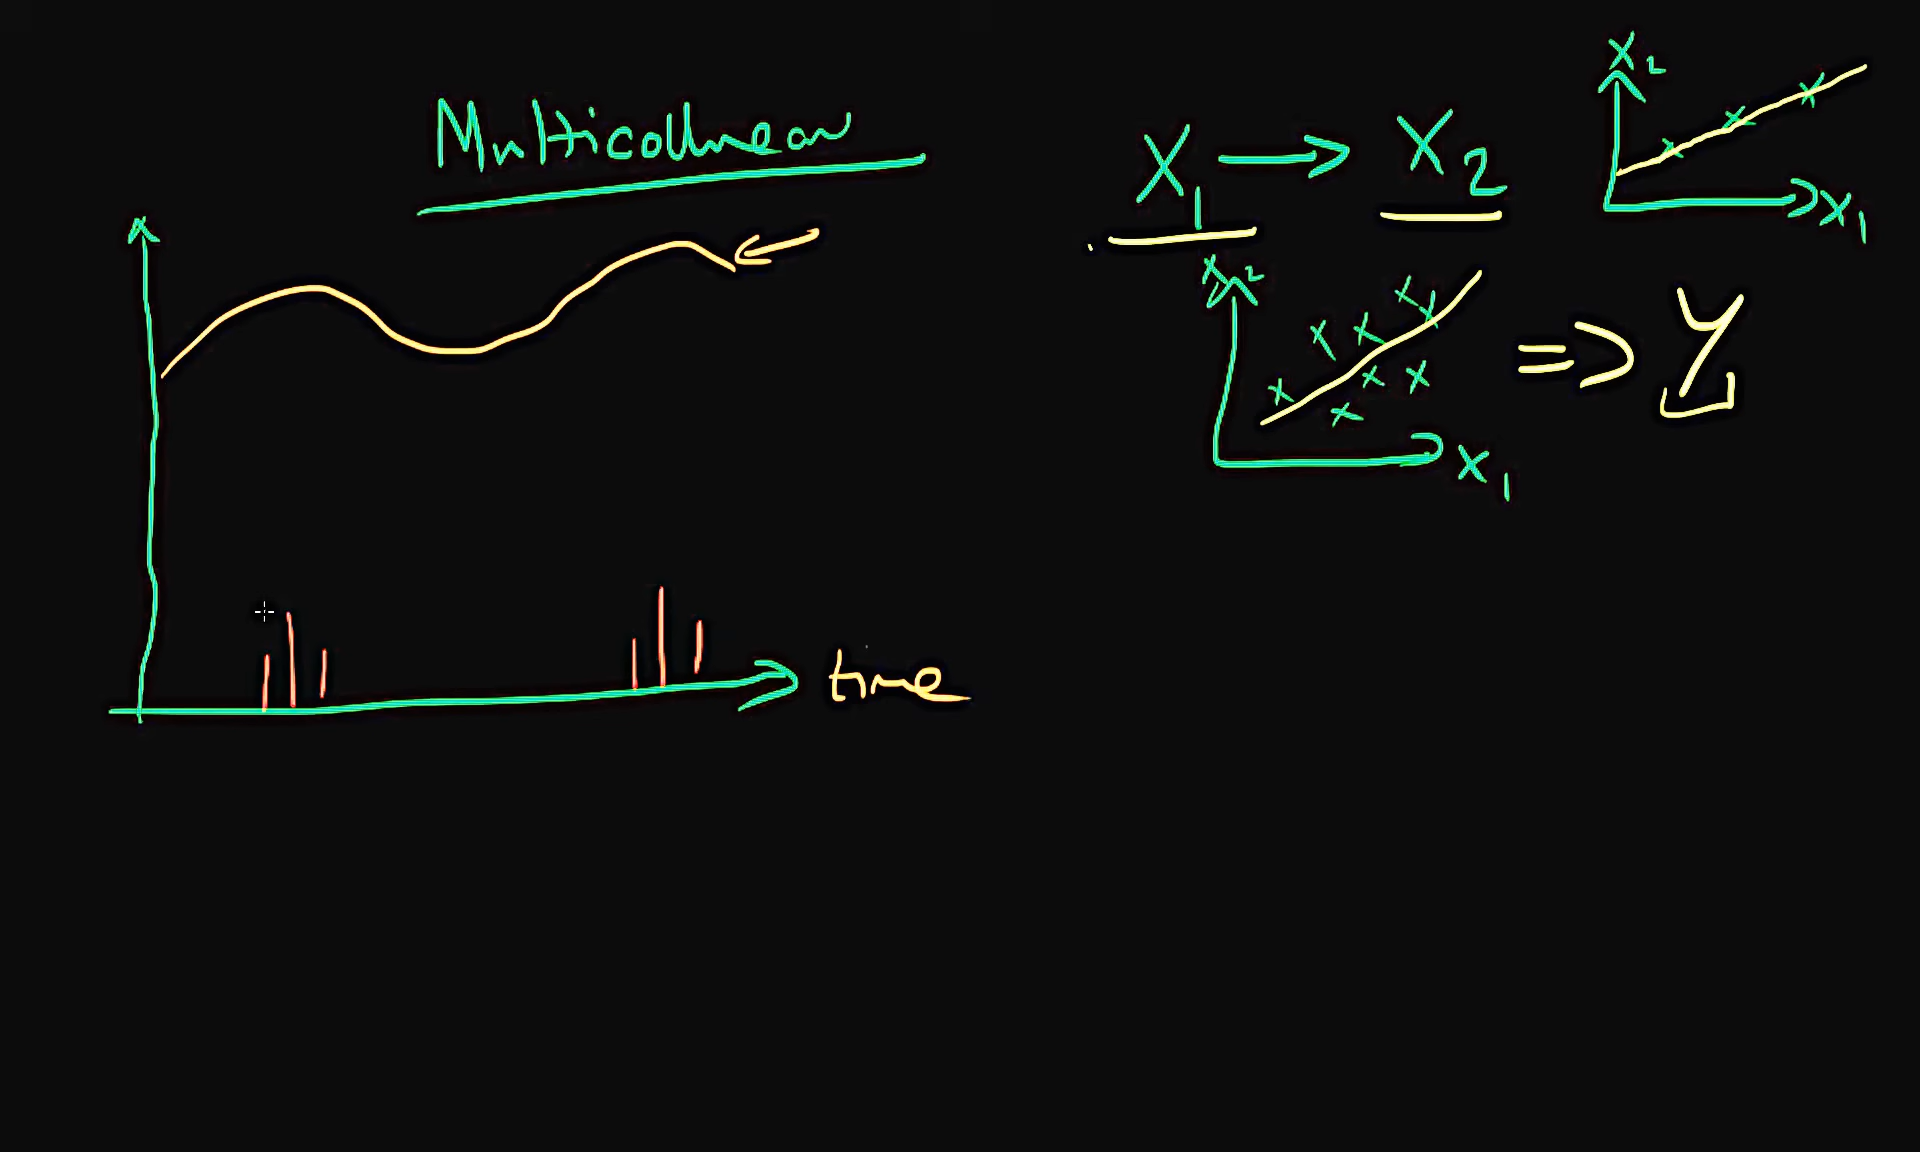 Multicollinear
X1 → X2
X2
X1
X2
X1
⇒ Y
time